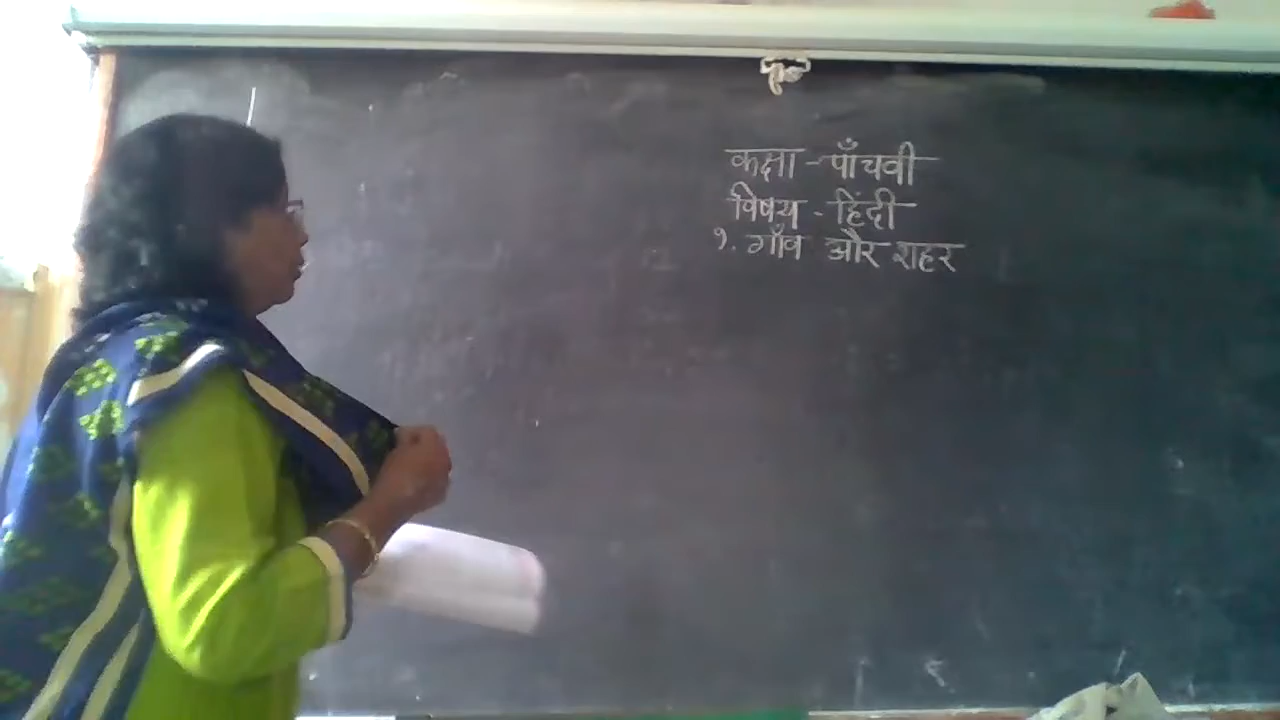 कक्षा - पाँचवी
विषय - हिंदी
१. गाँव और शहर